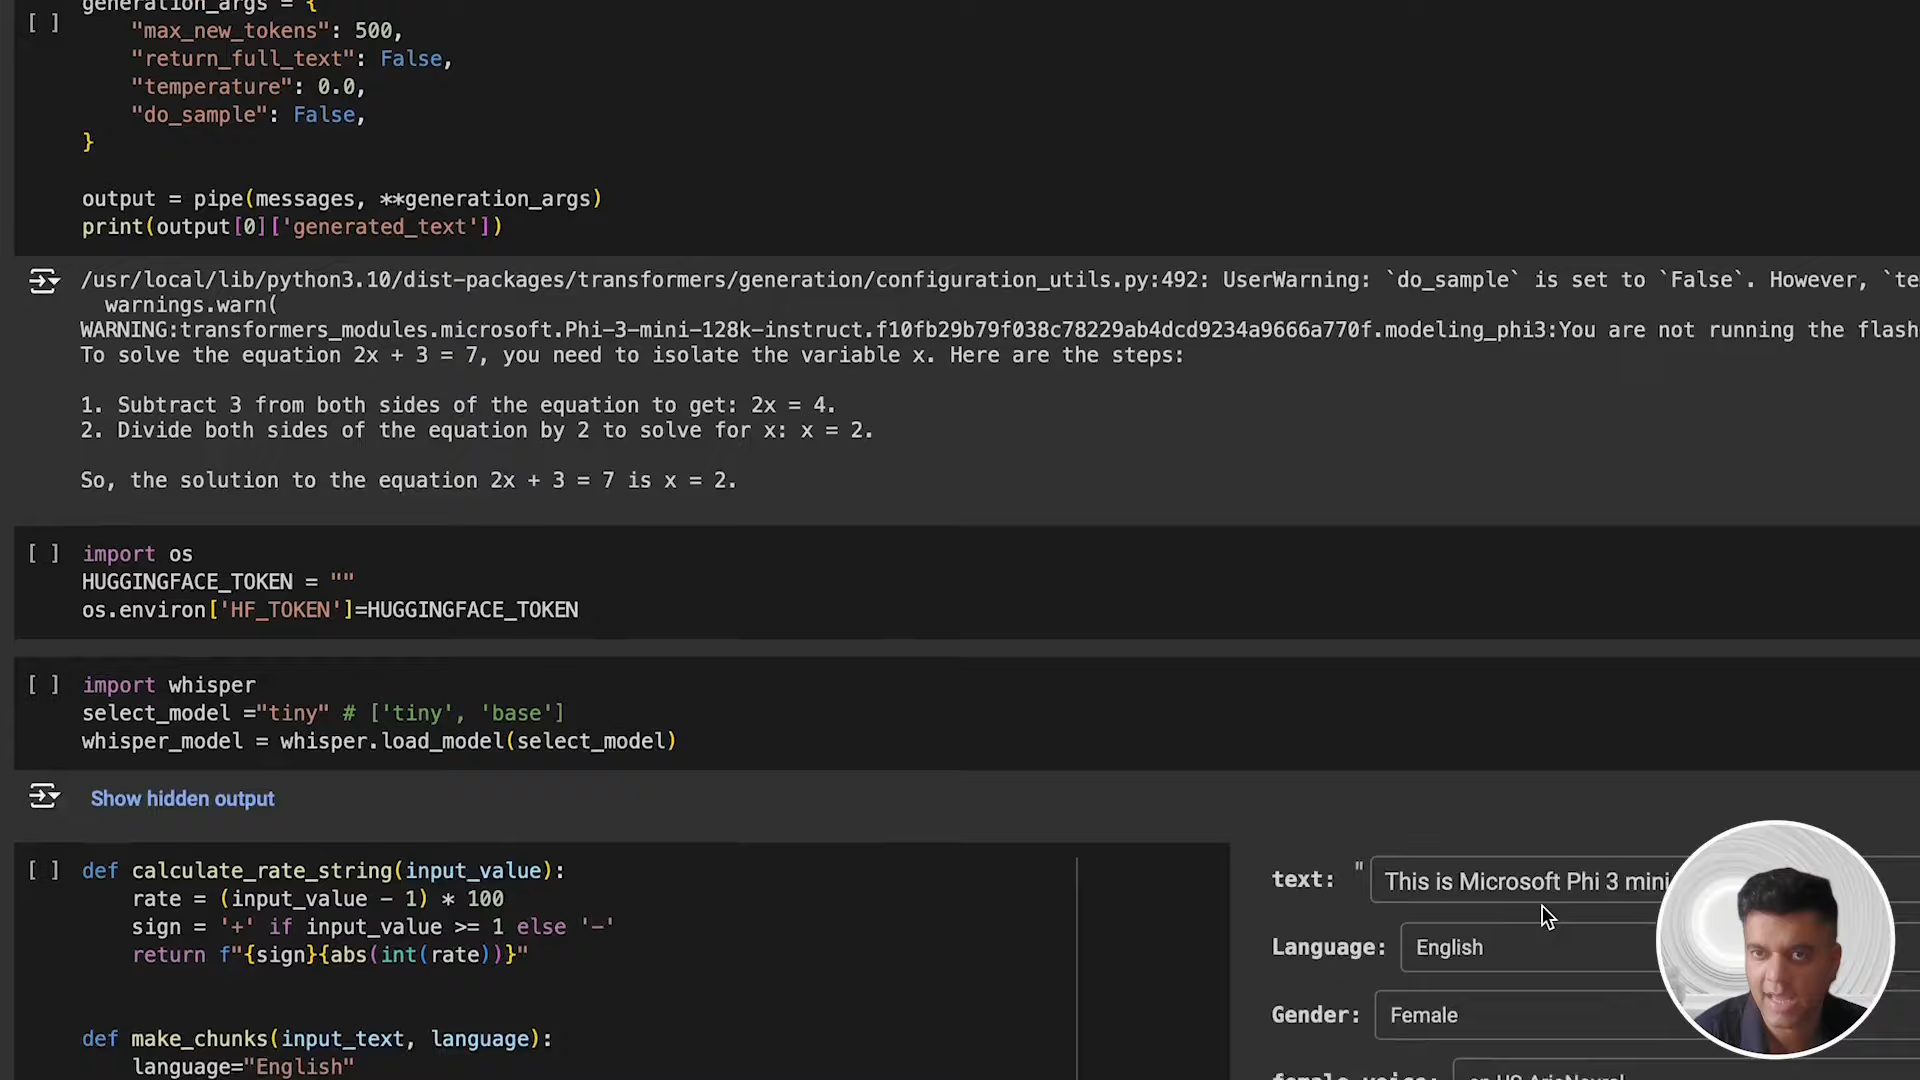 generation_args = {
[ ]
"max_new_tokens": 500,
"return_full_text": False,
"temperature": 0.0,
"do_sample": False,
}
output = pipe(messages, **generation_args)
print(output[0]['generated_text'])
/usr/local/lib/python3.10/dist-packages/transformers/generation/configuration_utils.py:492: UserWarning: `do_sample` is set to `False`. However, `te
warnings.warn(
WARNING:transformers_modules.microsoft.Phi-3-mini-128k-instruct.f10fb29b79f038c78229ab4dcd9234a9666a770f.modeling_phi3:You are not running the flash
To solve the equation 2x + 3 = 7, you need to isolate the variable x. Here are the steps:
1. Subtract 3 from both sides of the equation to get: 2x = 4.
2. Divide both sides of the equation by 2 to solve for x: x = 2.
So, the solution to the equation 2x + 3 = 7 is x = 2.
[ ] import os
HUGGINGFACE_TOKEN = ""
os.environ['HF_TOKEN']=HUGGINGFACE_TOKEN
[ ] import whisper
select_model ="tiny" # ['tiny', 'base']
whisper_model = whisper.load_model(select_model)
Show hidden output
[ ] def calculate_rate_string(input_value):
rate = (input_value - 1) * 100
sign = '+' if input_value >= 1 else '-'
return f"{sign}{abs(int(rate))}"
def make_chunks(input_text, language):
language="English"
text: " This is Microsoft Phi 3 mini
Language: English
Gender: Female
female_voice: en-US-AriaNeural